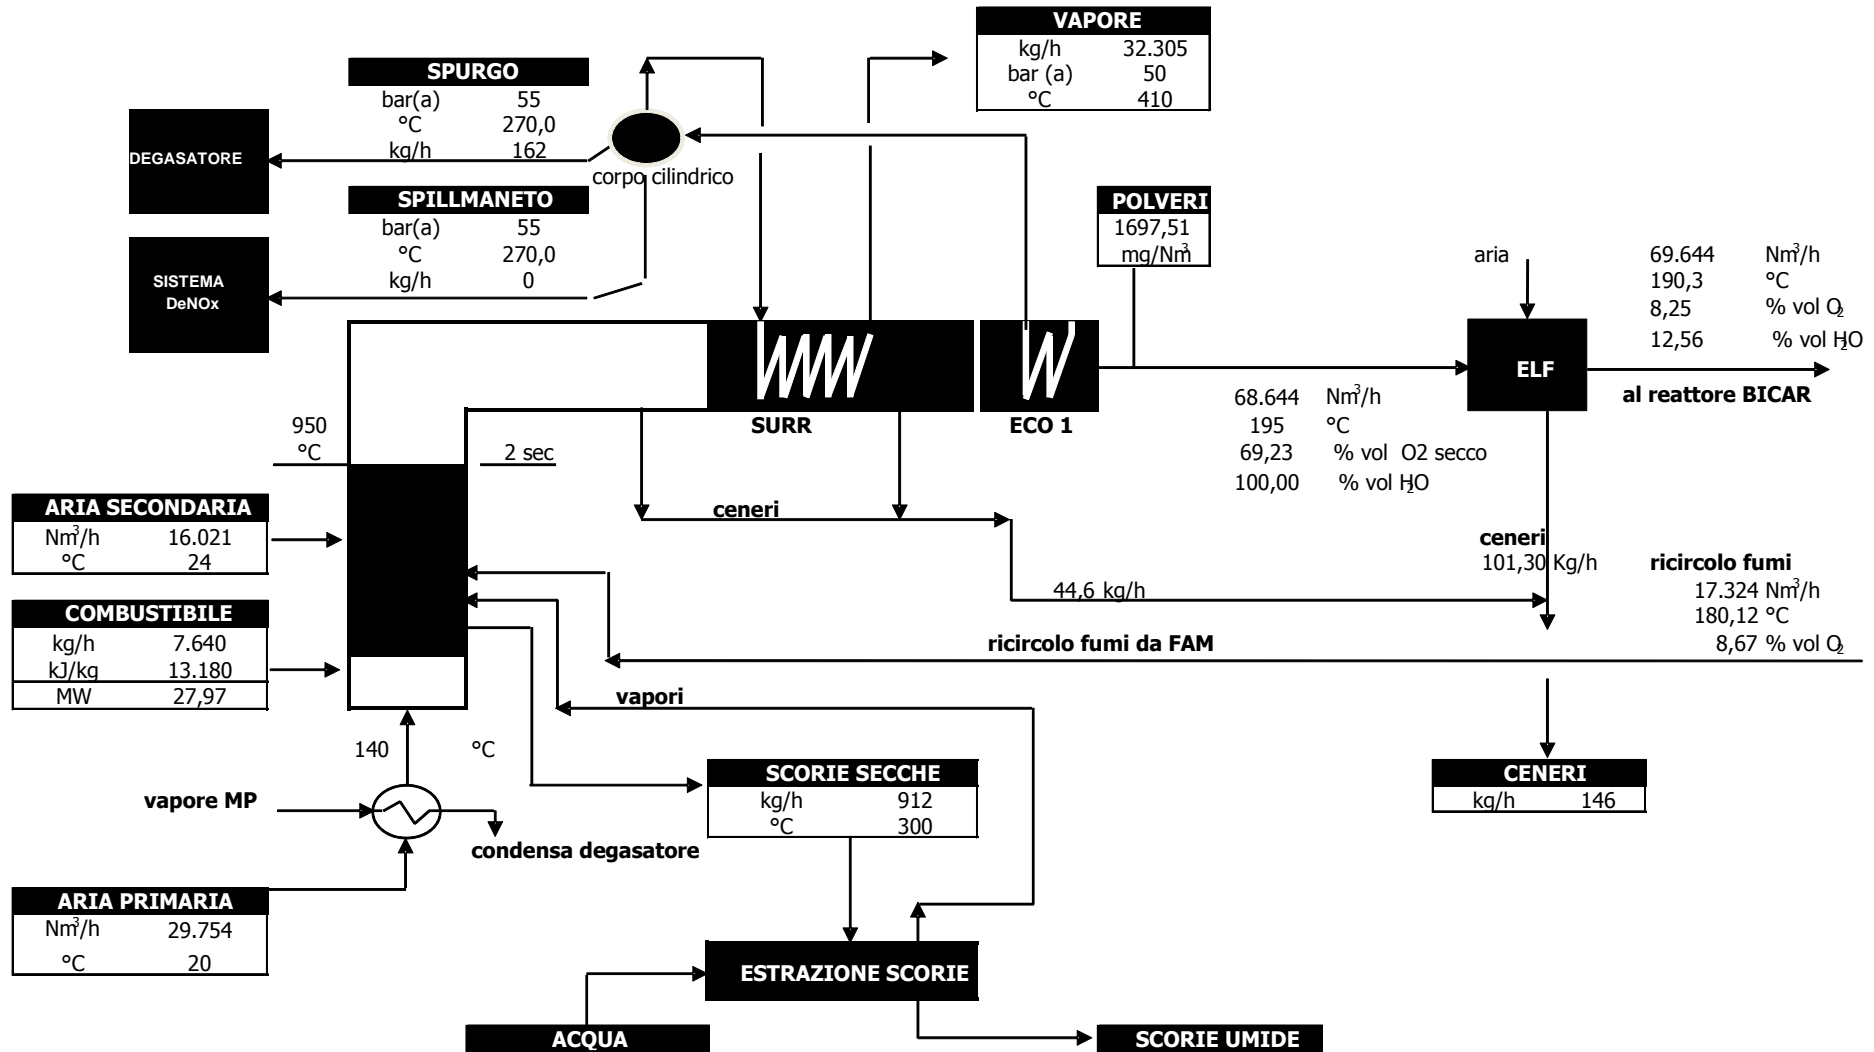 VAPORE
kg/h 32.305
bar (a) 50
°C 410
SPURGO
bar(a) 55
°C 270,0
kg/h 162
DEGASATORE
corpo cilindrico
SPILLMANETO
bar(a) 55
°C 270,0
kg/h 0
SISTEMA
DeNOx
POLVERI
1697,51
mg/Nm³
aria
69.644 Nm³/h
190,3 °C
8,25 % vol O₂
12,56 % vol H₂O
ELF
al reattore BICAR
SURR
ECO 1
68.644 Nm³/h
195 °C
69,23 % vol O2 secco
100,00 % vol H₂O
950
°C
2 sec
ARIA SECONDARIA
Nm³/h 16.021
°C 24
ceneri
ceneri
101,30 Kg/h
44,6 kg/h
ricircolo fumi
17.324 Nm³/h
180,12 °C
8,67 % vol O₂
COMBUSTIBILE
kg/h 7.640
kJ/kg 13.180
MW 27,97
ricircolo fumi da FAM
vapori
140 °C
vapore MP
condensa degasatore
SCORIE SECCHE
kg/h 912
°C 300
CENERI
kg/h 146
ARIA PRIMARIA
Nm³/h 29.754
°C 20
ESTRAZIONE SCORIE
ACQUA
SCORIE UMIDE